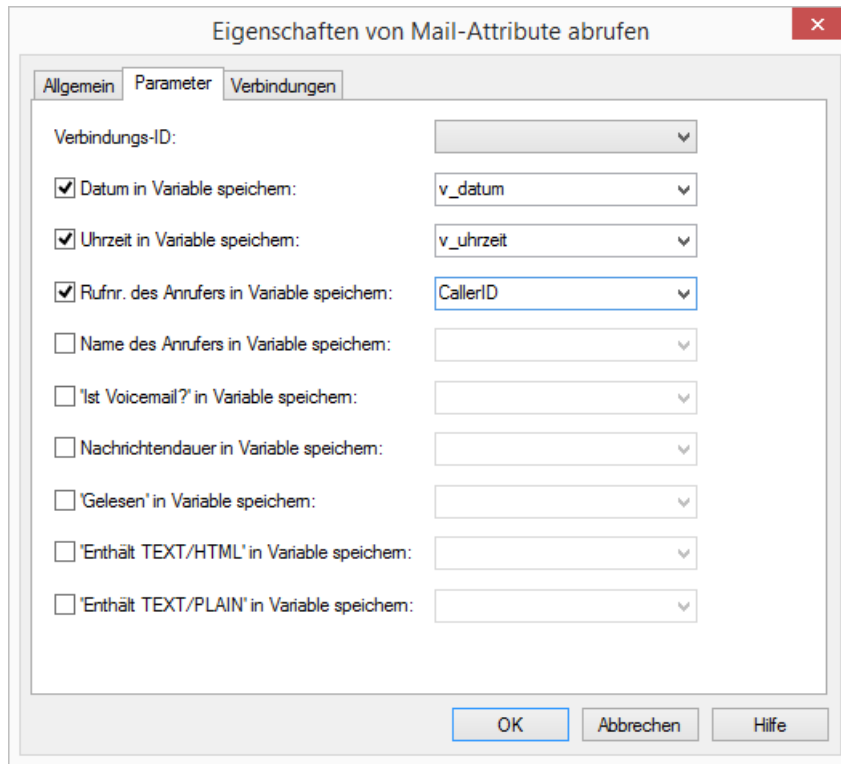 Eigenschaften von Mail-Attribute abrufen
Allgemein Parameter Verbindungen
Verbindungs-ID:
Datum in Variable speichern: v_datum
Uhrzeit in Variable speichern: v_uhrzeit
Rufnr. des Anrufers in Variable speichern: CallerID
Name des Anrufers in Variable speichern:
'Ist Voicemail?' in Variable speichern:
Nachrichtendauer in Variable speichern:
'Gelesen' in Variable speichern:
'Enthält TEXT/HTML' in Variable speichern:
'Enthält TEXT/PLAIN' in Variable speichern:
OK Abbrechen Hilfe